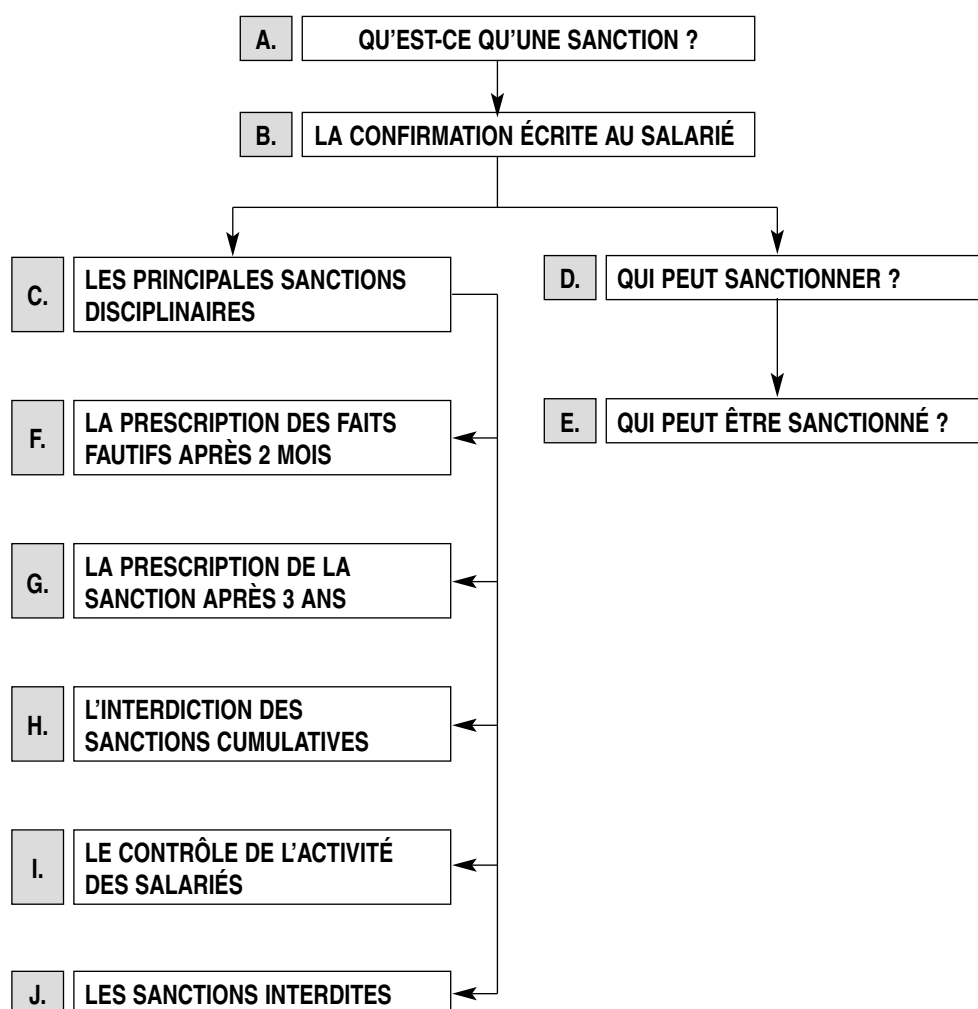 A. QU’EST-CE QU’UNE SANCTION ?
B. LA CONFIRMATION ÉCRITE AU SALARIÉ
C. LES PRINCIPALES SANCTIONS
DISCIPLINAIRES
D. QUI PEUT SANCTIONNER ?
F. LA PRESCRIPTION DES FAITS
FAUTIFS APRÈS 2 MOIS
E. QUI PEUT ÊTRE SANCTIONNÉ ?
G. LA PRESCRIPTION DE LA
SANCTION APRÈS 3 ANS
H. L’INTERDICTION DES
SANCTIONS CUMULATIVES
I. LE CONTRÔLE DE L’ACTIVITÉ
DES SALARIÉS
J. LES SANCTIONS INTERDITES